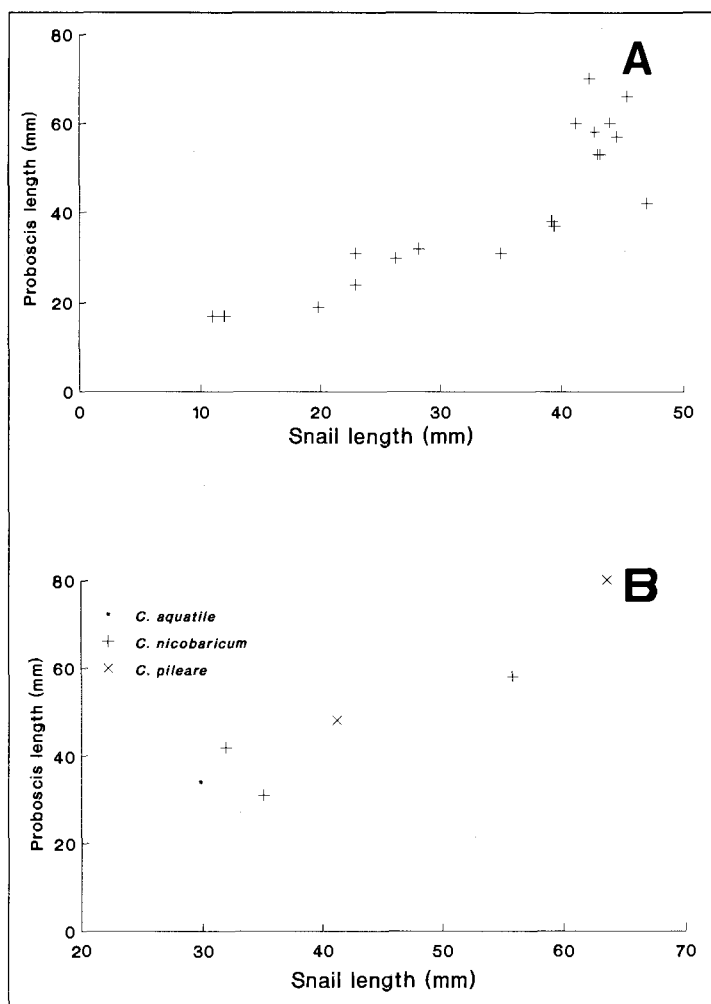 A
80
60
40
20
0
Proboscis length (mm)
0 10 20 30 40 50
Snail length (mm)
B
80
60
40
20
0
Proboscis length (mm)
C. aquatile
C. nicobaricum
C. pileare
20 30 40 50 60 70
Snail length (mm)